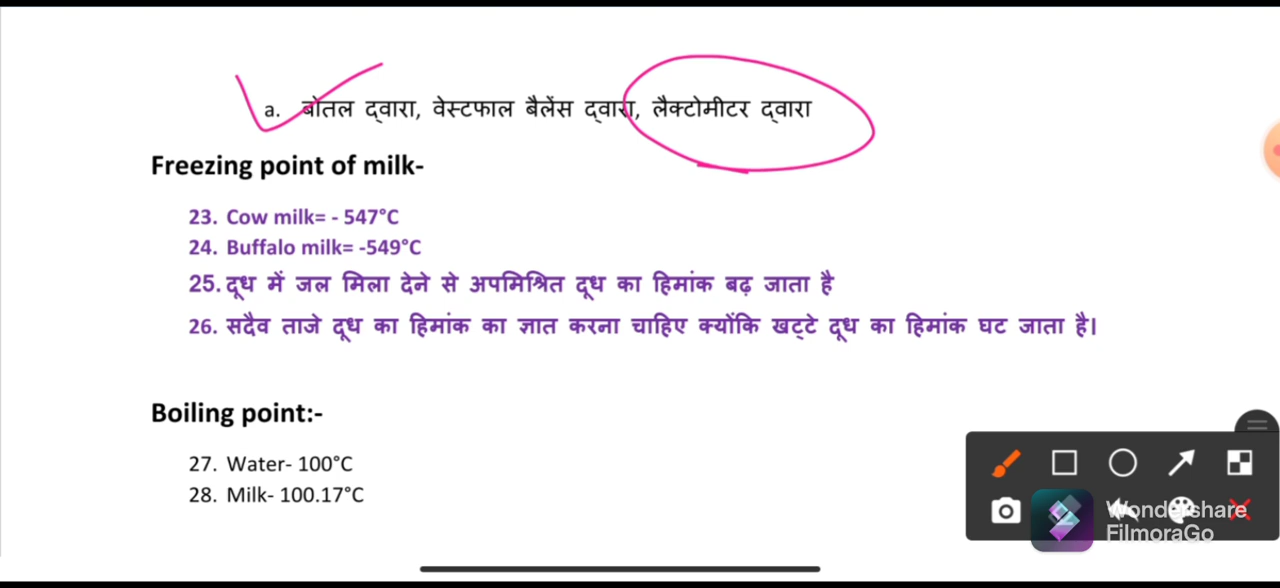 a. बोतल द्वारा, वेस्टफाल बैलेंस द्वारा, लैक्टोमीटर द्वारा
Freezing point of milk-
23. Cow milk= - 547°C
24. Buffalo milk= -549°C
25. दूध में जल मिला देने से अपमिश्रित दूध का हिमांक बढ़ जाता है
26. सदैव ताजे दूध का हिमांक का ज्ञात करना चाहिए क्योंकि खट्टे दूध का हिमांक घट जाता है।
Boiling point:-
27. Water- 100°C
28. Milk- 100.17°C
Wondershare
FilmoraGo